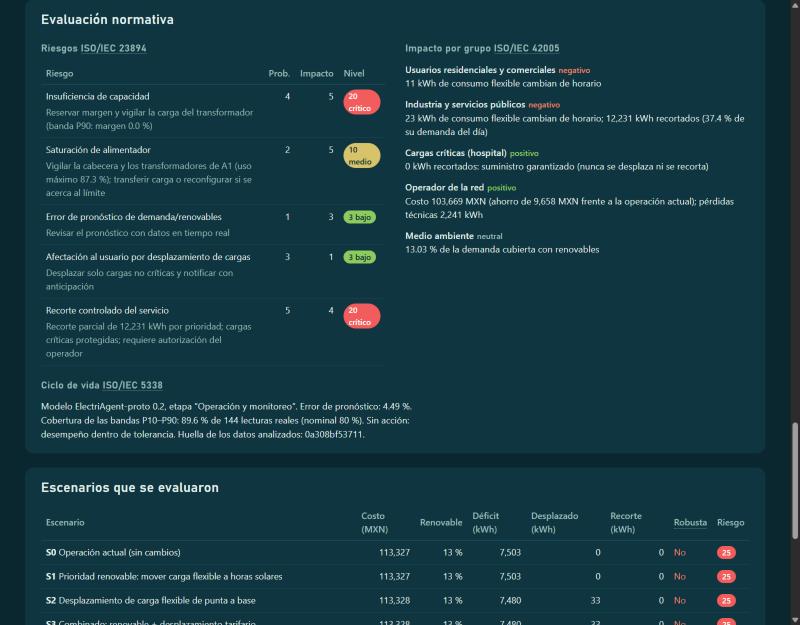 Evaluación normativa
Riesgos ISO/IEC 23894
Riesgo Prob. Impacto Nivel
Insuficiencia de capacidad 4 5 20 crítico
Reservar margen y vigilar la carga del transformador
(banda P90: margen 0.0 %)
Saturación de alimentador 2 5 10 medio
Vigilar la cabecera y los transformadores de A1 (uso
máximo 87.3 %); transferir carga o reconfigurar si se
acerca al límite
Error de pronóstico de demanda/renovables 1 3 3 bajo
Revisar el pronóstico con datos en tiempo real
Afectación al usuario por desplazamiento de cargas 3 1 3 bajo
Desplazar solo cargas no críticas y notificar con
anticipación
Recorte controlado del servicio 5 4 20 crítico
Recorte parcial de 12,231 kWh por prioridad; cargas
críticas protegidas; requiere autorización del
operador
Impacto por grupo ISO/IEC 42005
Usuarios residenciales y comerciales negativo
11 kWh de consumo flexible cambian de horario
Industria y servicios públicos negativo
23 kWh de consumo flexible cambian de horario; 12,231 kWh recortados (37.4 % de
su demanda del día)
Cargas críticas (hospital) positivo
0 kWh recortados: suministro garantizado (nunca se desplaza ni se recorta)
Operador de la red positivo
Costo 103,669 MXN (ahorro de 9,658 MXN frente a la operación actual); pérdidas
técnicas 2,241 kWh
Medio ambiente neutral
13.03 % de la demanda cubierta con renovables
Ciclo de vida ISO/IEC 5338
Modelo ElectriAgent-proto 0.2, etapa "Operación y monitoreo". Error de pronóstico: 4.49 %.
Cobertura de las bandas P10–P90: 89.6 % de 144 lecturas reales (nominal 80 %). Sin acción:
desempeño dentro de tolerancia. Huella de los datos analizados: 0a308bf53711.
Escenarios que se evaluaron
Escenario Costo (MXN) Renovable Déficit (kWh) Desplazado (kWh) Recorte (kWh) Robusta Riesgo
S0 Operación actual (sin cambios) 113,327 13 % 7,503 0 0 No 25
S1 Prioridad renovable: mover carga flexible a horas solares 113,327 13 % 7,503 0 0 No 25
S2 Desplazamiento de carga flexible de punta a base 113,328 13 % 7,480 33 0 No 25
S3 Combinado: renovable + desplazamiento tarifario 113,328 13 % 7,480 33 0 No 25